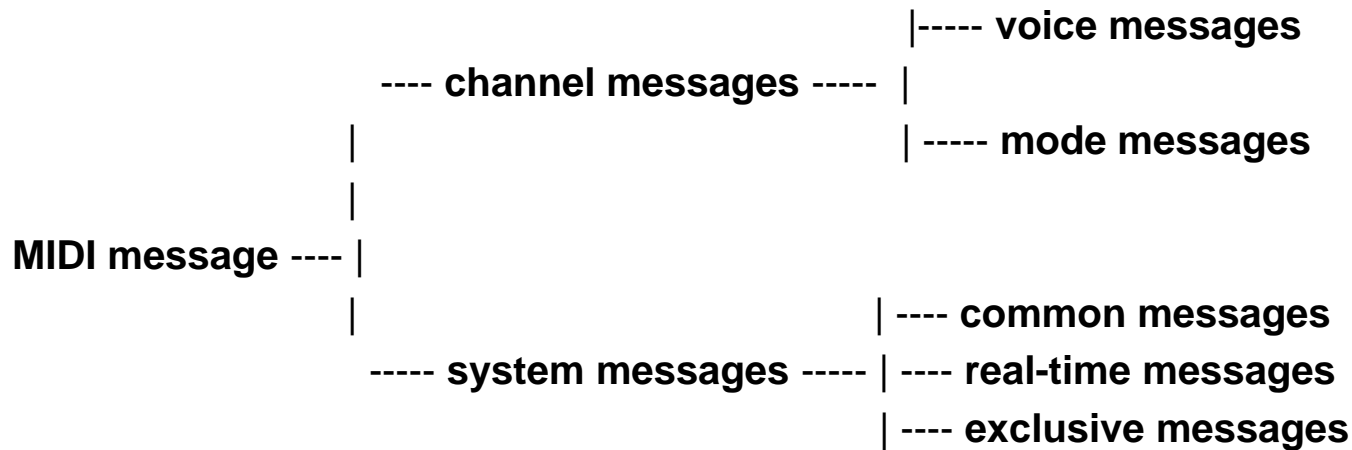 |----- voice messages
---- channel messages ----- |
| | ----- mode messages
|
MIDI message ---- |
| | ---- common messages
----- system messages ----- | ---- real-time messages
| ---- exclusive messages